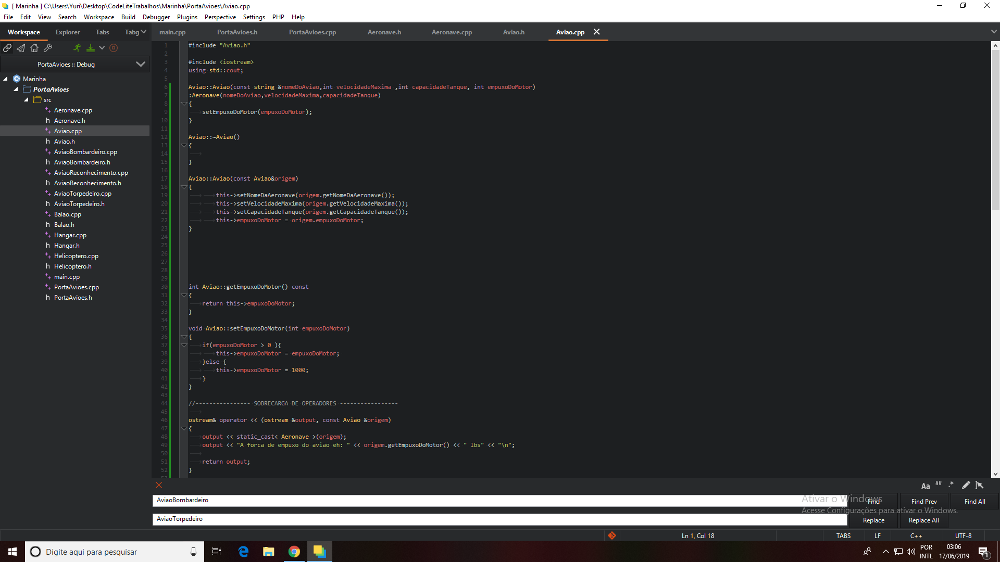 [ Marinha ] C:\Users\Yuri\Desktop\CodeLiteTrabalhos\Marinha\PortaAvioes\Aviao.cpp
File Edit View Search Workspace Build Debugger Plugins Perspective Settings PHP Help
Workspace Explorer Tabs Tabg
main.cpp PortaAvioes.h PortaAvioes.cpp Aeronave.h Aeronave.cpp Aviao.h Aviao.cpp
PortaAvioes :: Debug
Marinha
PortaAvioes
src
Aeronave.cpp
h Aeronave.h
Aviao.cpp
h Aviao.h
AviaoBombardeiro.cpp
h AviaoBombardeiro.h
AviaoReconhecimento.cpp
h AviaoReconhecimento.h
AviaoTorpedeiro.cpp
h AviaoTorpedeiro.h
Balao.cpp
h Balao.h
Hangar.cpp
h Hangar.h
Helicoptero.cpp
h Helicoptero.h
main.cpp
PortaAvioes.cpp
h PortaAvioes.h
1 #include "Aviao.h"
2
3 #include <iostream>
4 using std::cout;
5
6 Aviao::Aviao(const string &nomeDoAviao,int velocidadeMaxima ,int capacidadeTanque, int empuxoDoMotor)
7 :Aeronave(nomeDoAviao,velocidadeMaxima,capacidadeTanque)
8 {
9 setEmpuxoDoMotor(empuxoDoMotor);
10 }
11
12 Aviao::~Aviao()
13 {
14
15 }
16
17 Aviao::Aviao(const Aviao&origem)
18 {
19 this->setNomeDaAeronave(origem.getNomeDaAeronave());
20 this->setVelocidadeMaxima(origem.getVelocidadeMaxima());
21 this->setCapacidadeTanque(origem.getCapacidadeTanque());
22 this->empuxoDoMotor = origem.empuxoDoMotor;
23 }
24
25
26
27
28
29
30 int Aviao::getEmpuxoDoMotor() const
31 {
32 return this->empuxoDoMotor;
33 }
34
35 void Aviao::setEmpuxoDoMotor(int empuxoDoMotor)
36 {
37 if(empuxoDoMotor > 0 ){
38 this->empuxoDoMotor = empuxoDoMotor;
39 }else {
40 this->empuxoDoMotor = 1000;
41 }
42 }
43
44 //---------------- SOBRECARGA DE OPERADORES -----------------
45
46 ostream& operator << (ostream &output, const Aviao &origem)
47 {
48 output << static_cast< Aeronave >(origem);
49 output << "A forca de empuxo do aviao eh: " << origem.getEmpuxoDoMotor() << " lbs" << "\n";
50
51 return output;
52 }
53
Aa "" .*
AviaoBombardeiro
Find Find Prev Find All
AviaoTorpedeiro
Replace Replace All
Ativar o Windows
Acesse Configurações para ativar o Windows.
Ln 1, Col 18 TABS LF C++ UTF-8
Digite aqui para pesquisar
POR
INTL
03:06
17/06/2019
1